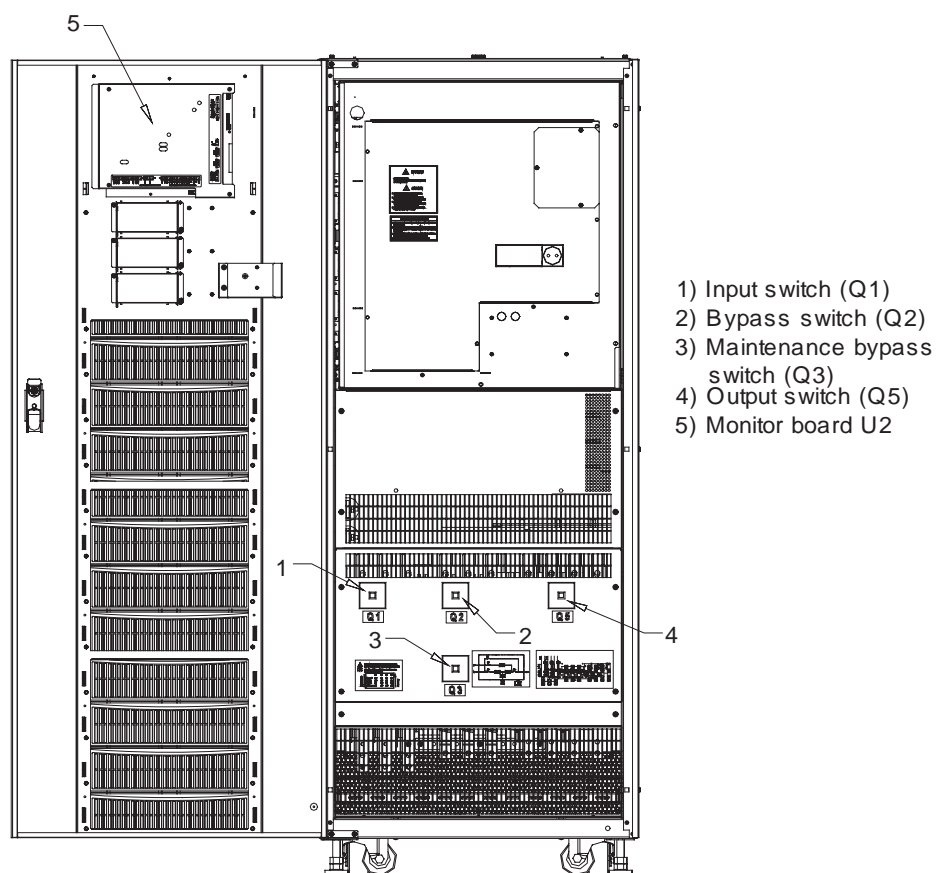 5
1) Input switch (Q1)
2) Bypass switch (Q2)
3) Maintenance bypass
switch (Q3)
4) Output switch (Q5)
5) Monitor board U2
1
Q1
Q2
Q5
2
4
3
Q3